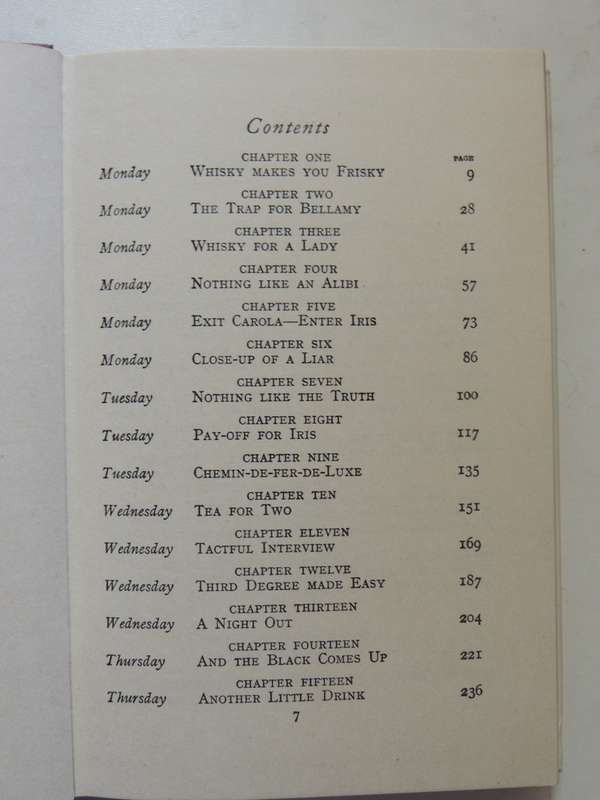 Contents
CHAPTER ONE PAGE
Monday WHISKY MAKES YOU FRISKY 9
CHAPTER TWO
Monday THE TRAP FOR BELLAMY 28
CHAPTER THREE
Monday WHISKY FOR A LADY 41
CHAPTER FOUR
Monday NOTHING LIKE AN ALIBI 57
CHAPTER FIVE
Monday EXIT CAROLA—ENTER IRIS 73
CHAPTER SIX
Monday CLOSE-UP OF A LIAR 86
CHAPTER SEVEN
Tuesday NOTHING LIKE THE TRUTH 100
CHAPTER EIGHT
Tuesday PAY-OFF FOR IRIS 117
CHAPTER NINE
Tuesday CHEMIN-DE-FER-DE-LUXE 135
CHAPTER TEN
Wednesday TEA FOR TWO 151
CHAPTER ELEVEN
Wednesday TACTFUL INTERVIEW 169
CHAPTER TWELVE
Wednesday THIRD DEGREE MADE EASY 187
CHAPTER THIRTEEN
Wednesday A NIGHT OUT 204
CHAPTER FOURTEEN
Thursday AND THE BLACK COMES UP 221
CHAPTER FIFTEEN
Thursday ANOTHER LITTLE DRINK 236
7